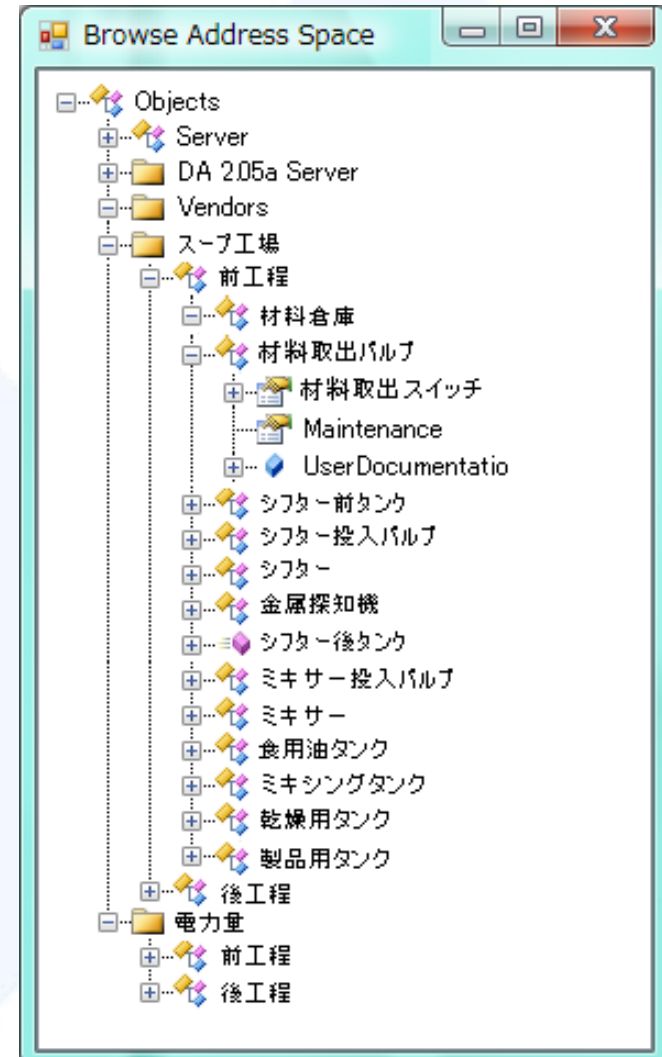 Browse Address Space
Objects
Server
DA 2.05a Server
Vendors
スープ工場
前工程
材料倉庫
材料取出バルブ
材料取出スイッチ
Maintenance
UserDocumentatio
シフター前タンク
シフター投入バルブ
シフター
金属探知機
シフター後タンク
ミキサー投入バルブ
ミキサー
食用油タンク
ミキシングタンク
乾燥用タンク
製品用タンク
後工程
電力量
前工程
後工程